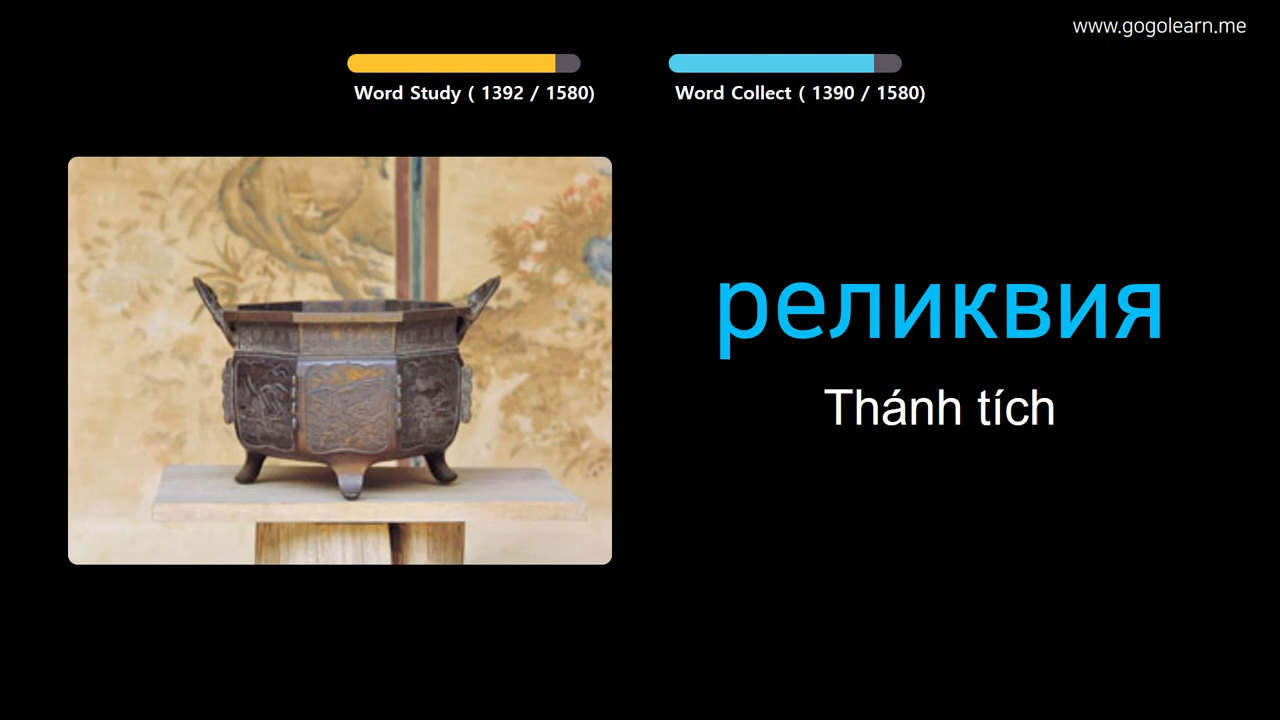 www.gogolearn.me
Word Study ( 1392 / 1580)
Word Collect ( 1390 / 1580)
реликвия
Thánh tích